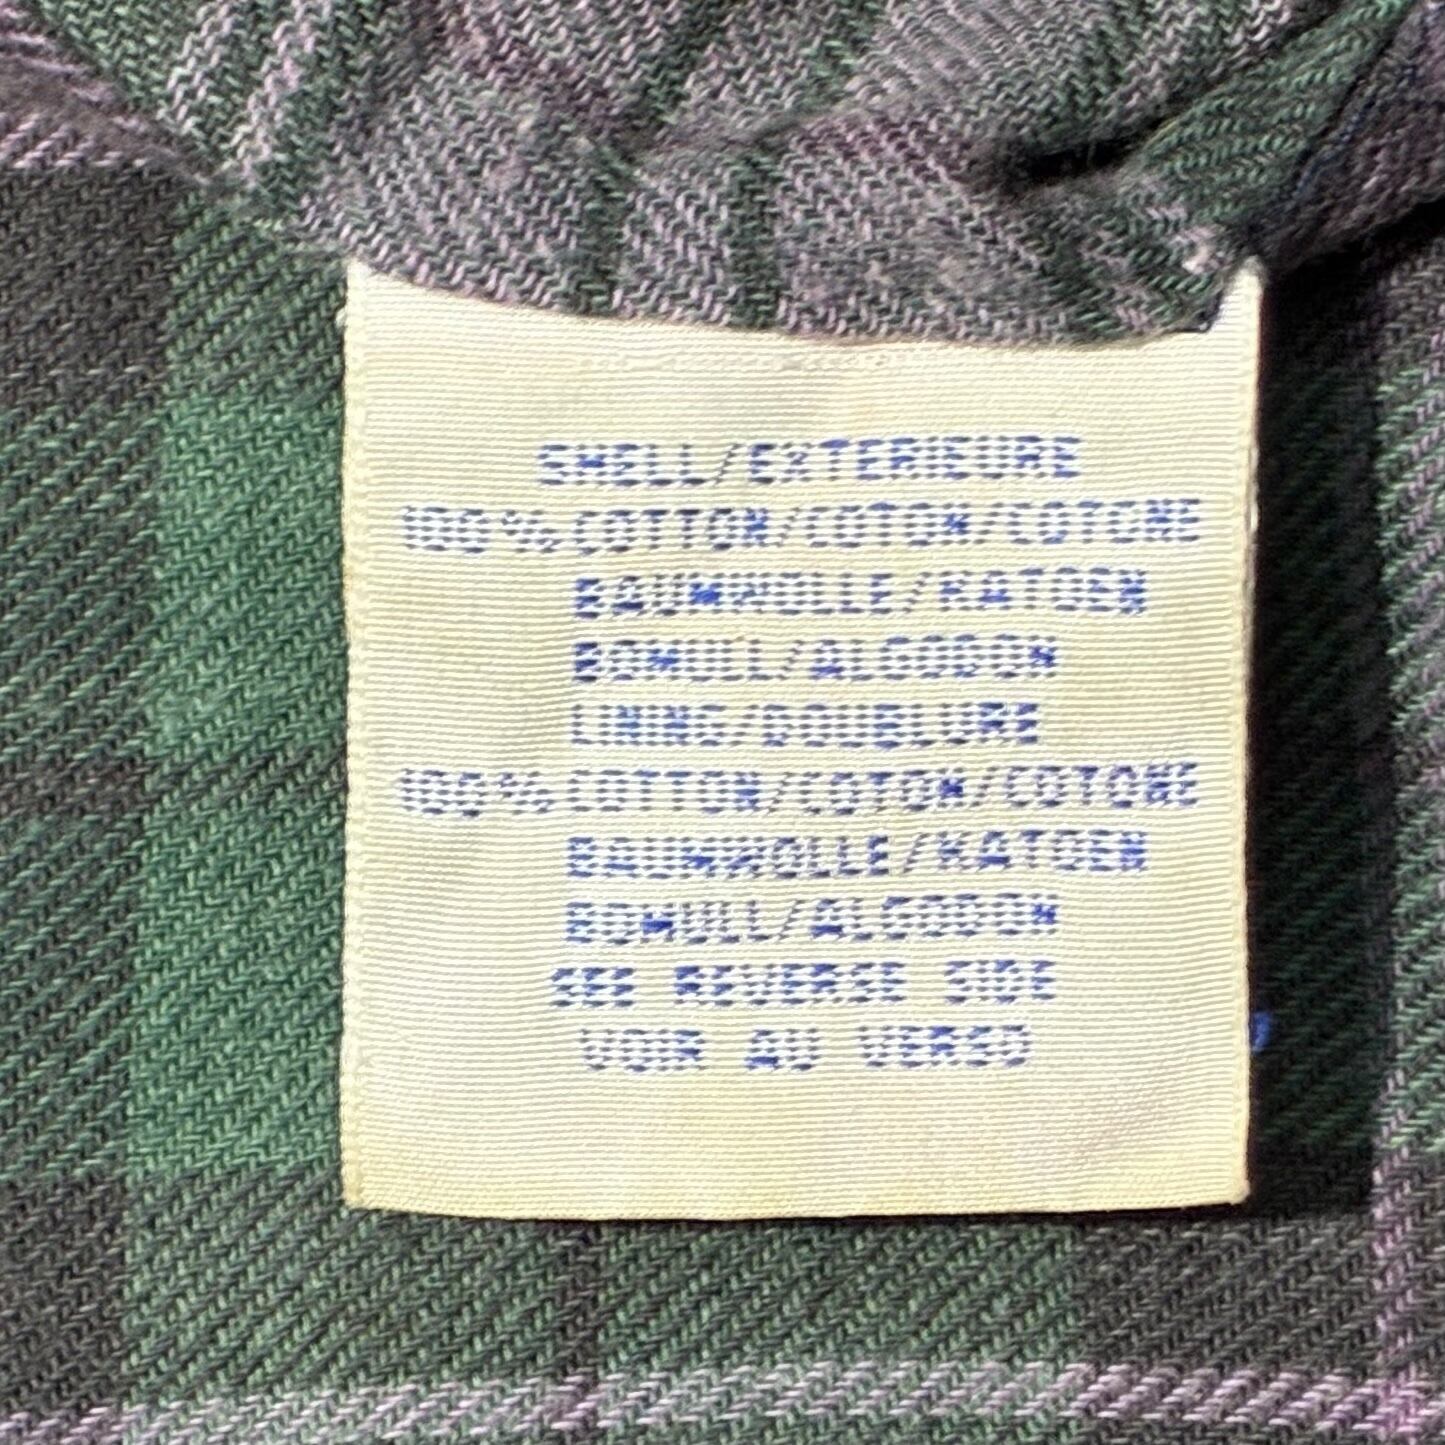 SHELL/EXTERIEURE
100%COTTON/COTON/COTONE
BAUMWOLLE/KATOEN
BOMULL/ALGODON
LINING/DOUBLURE
100%COTTON/COTON/COTONE
BAUMWOLLE/KATOEN
BOMULL/ALGODON
SEE REVERSE SIDE
VOIR AU VERSO